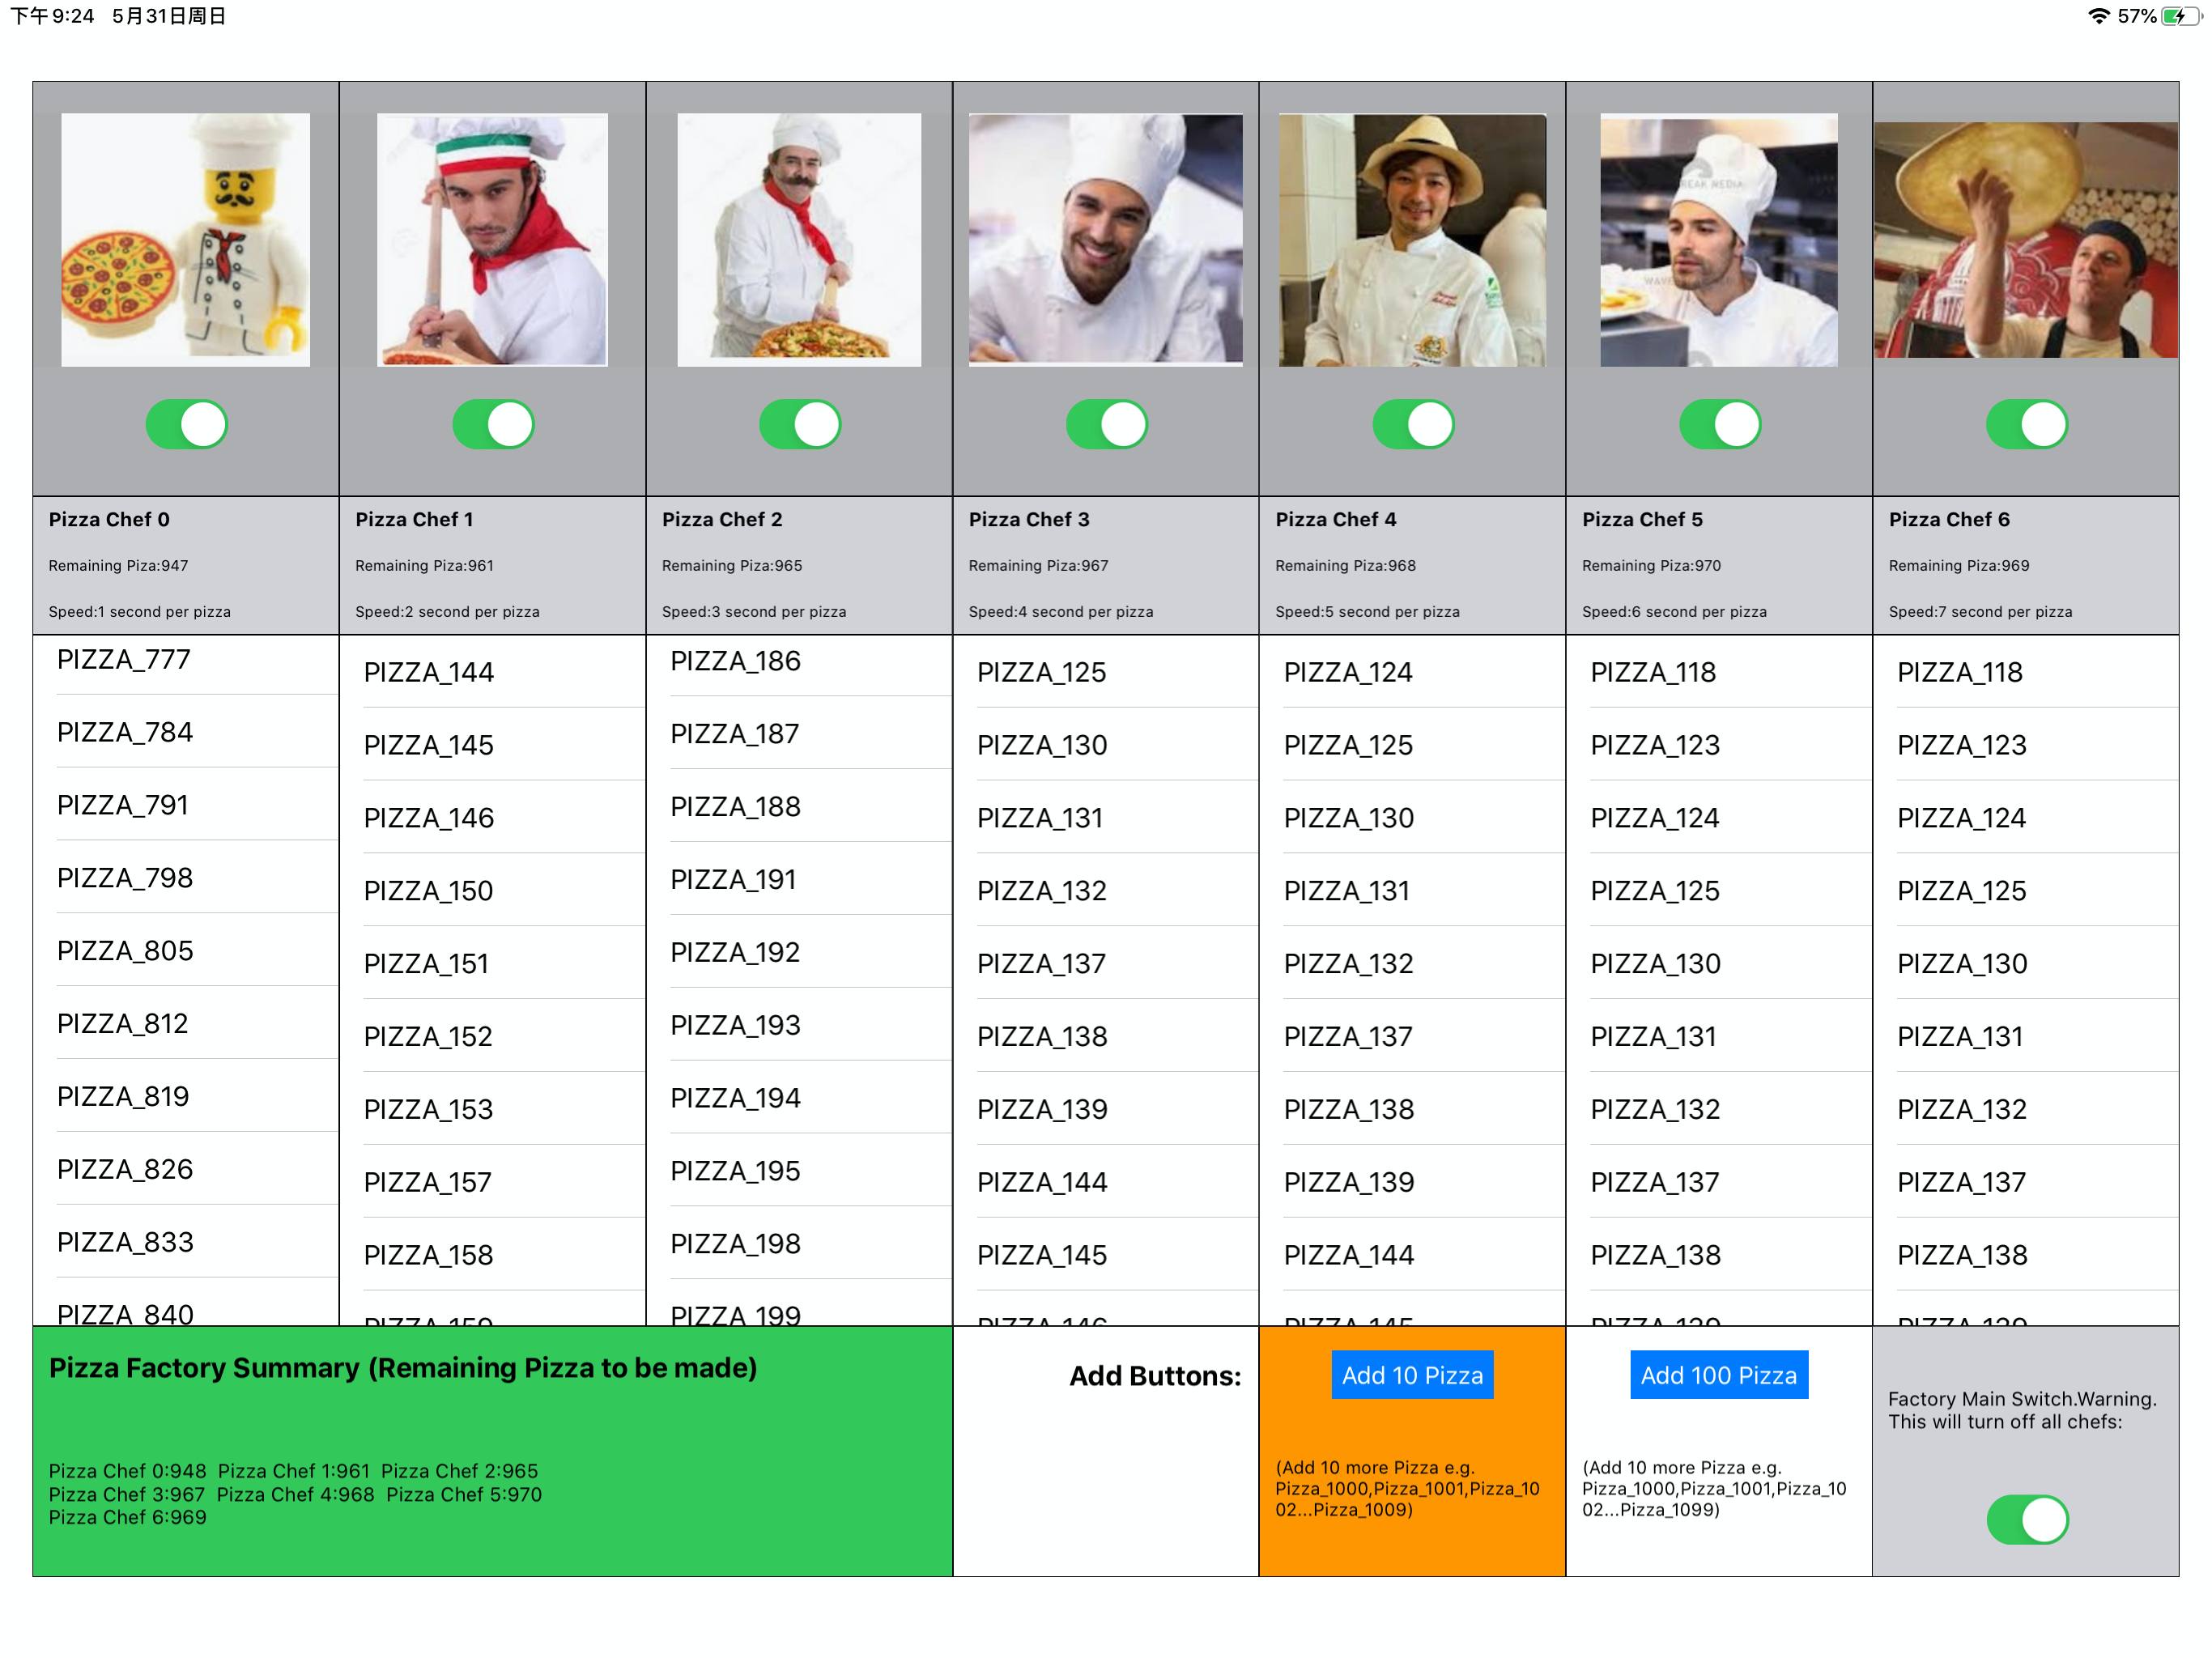 下午9:24 5月31日周日
57%
Pizza Chef 0
Remaining Piza:947
Speed:1 second per pizza
PIZZA_777
PIZZA_784
PIZZA_791
PIZZA_798
PIZZA_805
PIZZA_812
PIZZA_819
PIZZA_826
PIZZA_833
PIZZA_840
Pizza Chef 1
Remaining Piza:961
Speed:2 second per pizza
PIZZA_144
PIZZA_145
PIZZA_146
PIZZA_150
PIZZA_151
PIZZA_152
PIZZA_153
PIZZA_157
PIZZA_158
PIZZA_159
Pizza Chef 2
Remaining Piza:965
Speed:3 second per pizza
PIZZA_186
PIZZA_187
PIZZA_188
PIZZA_191
PIZZA_192
PIZZA_193
PIZZA_194
PIZZA_195
PIZZA_198
PIZZA_199
Pizza Chef 3
Remaining Piza:967
Speed:4 second per pizza
PIZZA_125
PIZZA_130
PIZZA_131
PIZZA_132
PIZZA_137
PIZZA_138
PIZZA_139
PIZZA_144
PIZZA_145
PIZZA_146
Pizza Chef 4
Remaining Piza:968
Speed:5 second per pizza
PIZZA_124
PIZZA_125
PIZZA_130
PIZZA_131
PIZZA_132
PIZZA_137
PIZZA_138
PIZZA_139
PIZZA_144
PIZZA_145
Pizza Chef 5
Remaining Piza:970
Speed:6 second per pizza
PIZZA_118
PIZZA_123
PIZZA_124
PIZZA_125
PIZZA_130
PIZZA_131
PIZZA_132
PIZZA_137
PIZZA_138
PIZZA_139
Pizza Chef 6
Remaining Piza:969
Speed:7 second per pizza
PIZZA_118
PIZZA_123
PIZZA_124
PIZZA_125
PIZZA_130
PIZZA_131
PIZZA_132
PIZZA_137
PIZZA_138
PIZZA_139
Pizza Factory Summary (Remaining Pizza to be made)
Pizza Chef 0:948 Pizza Chef 1:961 Pizza Chef 2:965
Pizza Chef 3:967 Pizza Chef 4:968 Pizza Chef 5:970
Pizza Chef 6:969
Add Buttons:
Add 10 Pizza
(Add 10 more Pizza e.g.
Pizza_1000,Pizza_1001,Pizza_10
02...Pizza_1009)
Add 100 Pizza
(Add 10 more Pizza e.g.
Pizza_1000,Pizza_1001,Pizza_10
02...Pizza_1099)
Factory Main Switch.Warning.
This will turn off all chefs: